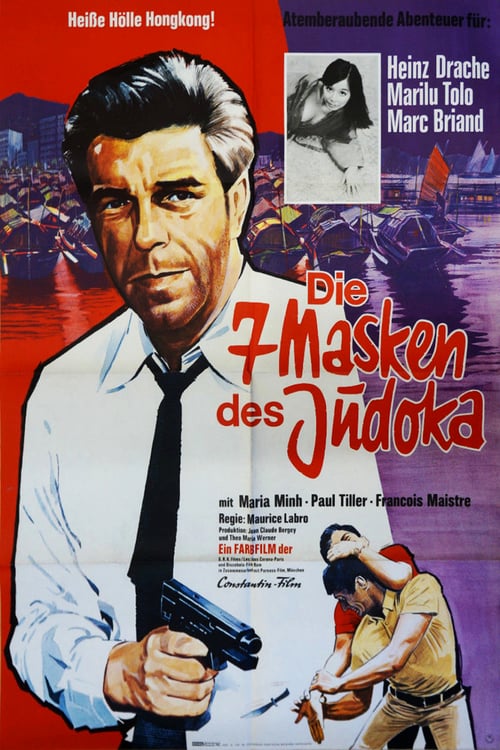 Heiße Hölle Hongkong!
Atemberaubende Abenteuer für:
Heinz Drache
Marilu Tolo
Marc Briand
Die
7 Masken
des Judoka
mit Maria Minh · Paul Tiller · Francois Maistre
Regie: Maurice Labro
Produktion: Jean Claude Bergey
und Theo Maria Werner
Ein FARBFILM der
Constantin-Film